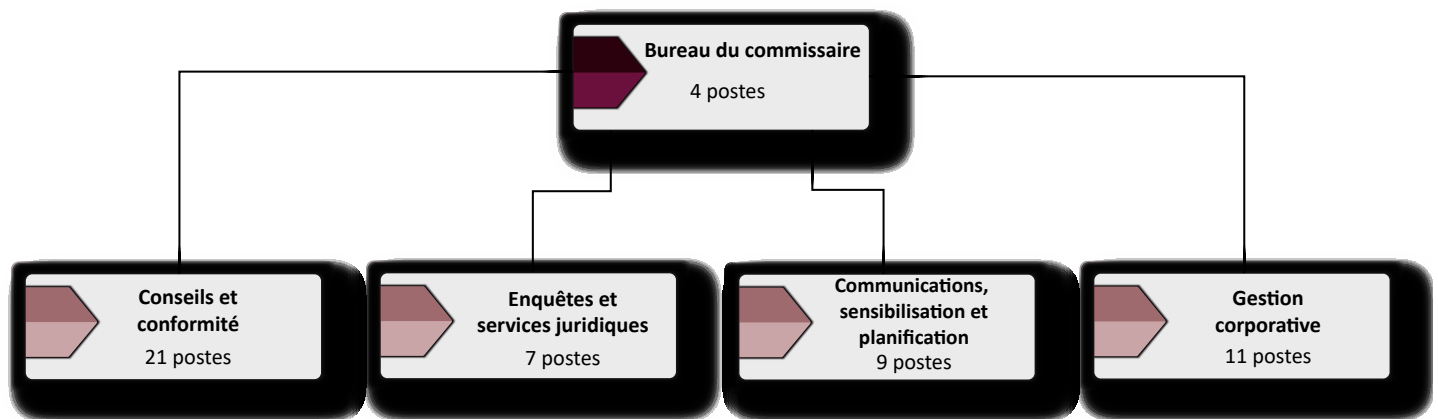 Bureau du commissaire
4 postes
Conseils et
conformité
21 postes
Enquêtes et
services juridiques
7 postes
Communications,
sensibilisation et
planification
9 postes
Gestion
corporative
11 postes